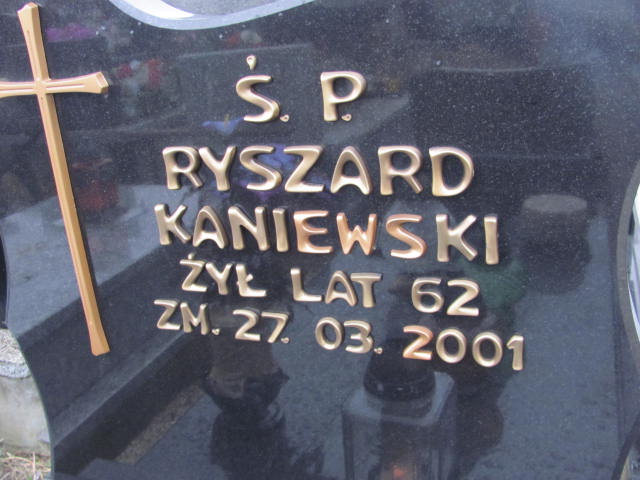 Ś. P.
RYSZARD
KANIEWSKI
ŻYŁ LAT 62
ZM. 27. 03. 2001